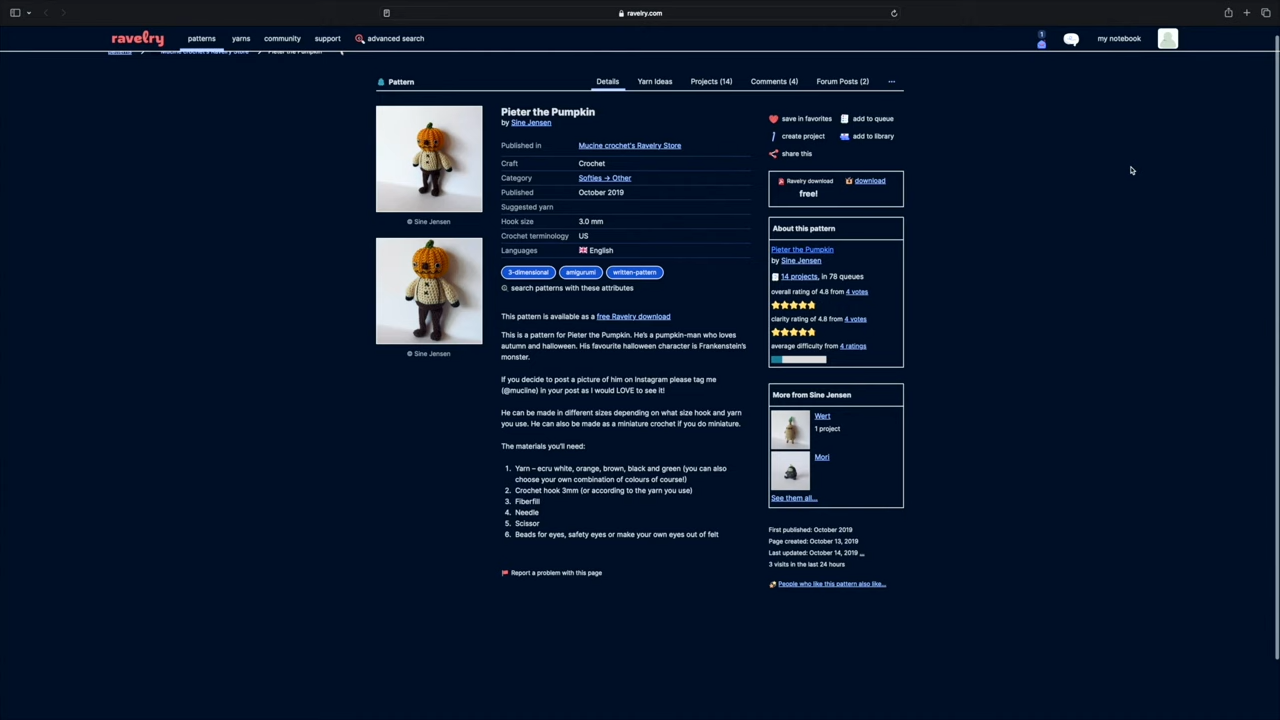 ravelry.com
ravelry
patterns
yarns
community
support
advanced search
1
my notebook
patterns > Mucine crochet's Ravelry Store > Pieter the Pumpkin
Pattern
Details
Yarn Ideas
Projects (14)
Comments (4)
Forum Posts (2)
...
Pieter the Pumpkin
by Sine Jensen
Published in
Mucine crochet's Ravelry Store
Craft
Crochet
Category
Softies → Other
Published
October 2019
Suggested yarn
Hook size
3.0 mm
Crochet terminology
US
Languages
English
3-dimensional
amigurumi
written-pattern
search patterns with these attributes
This pattern is available as a free Ravelry download
This is a pattern for Pieter the Pumpkin. He's a pumpkin-man who loves
autumn and halloween. His favourite halloween character is Frankenstein's
monster.
If you decide to post a picture of him on Instagram please tag me
(@muciine) in your post as I would LOVE to see it!
He can be made in different sizes depending on what size hook and yarn
you use. He can also be made as a miniature crochet if you do miniature.
The materials you'll need:
1. Yarn – ecru white, orange, brown, black and green (you can also
choose your own combination of colours of course!)
2. Crochet hook 3mm (or according to the yarn you use)
3. Fiberfill
4. Needle
5. Scissor
6. Beads for eyes, safety eyes or make your own eyes out of felt
Report a problem with this page
© Sine Jensen
© Sine Jensen
save in favorites
add to queue
create project
add to library
share this
Ravelry download
download
free!
About this pattern
Pieter the Pumpkin
by Sine Jensen
14 projects, in 78 queues
overall rating of 4.8 from 4 votes
clarity rating of 4.8 from 4 votes
average difficulty from 4 ratings
More from Sine Jensen
Wert
1 project
Mori
See them all...
First published: October 2019
Page created: October 13, 2019
Last updated: October 14, 2019 ...
3 visits in the last 24 hours
People who like this pattern also like...